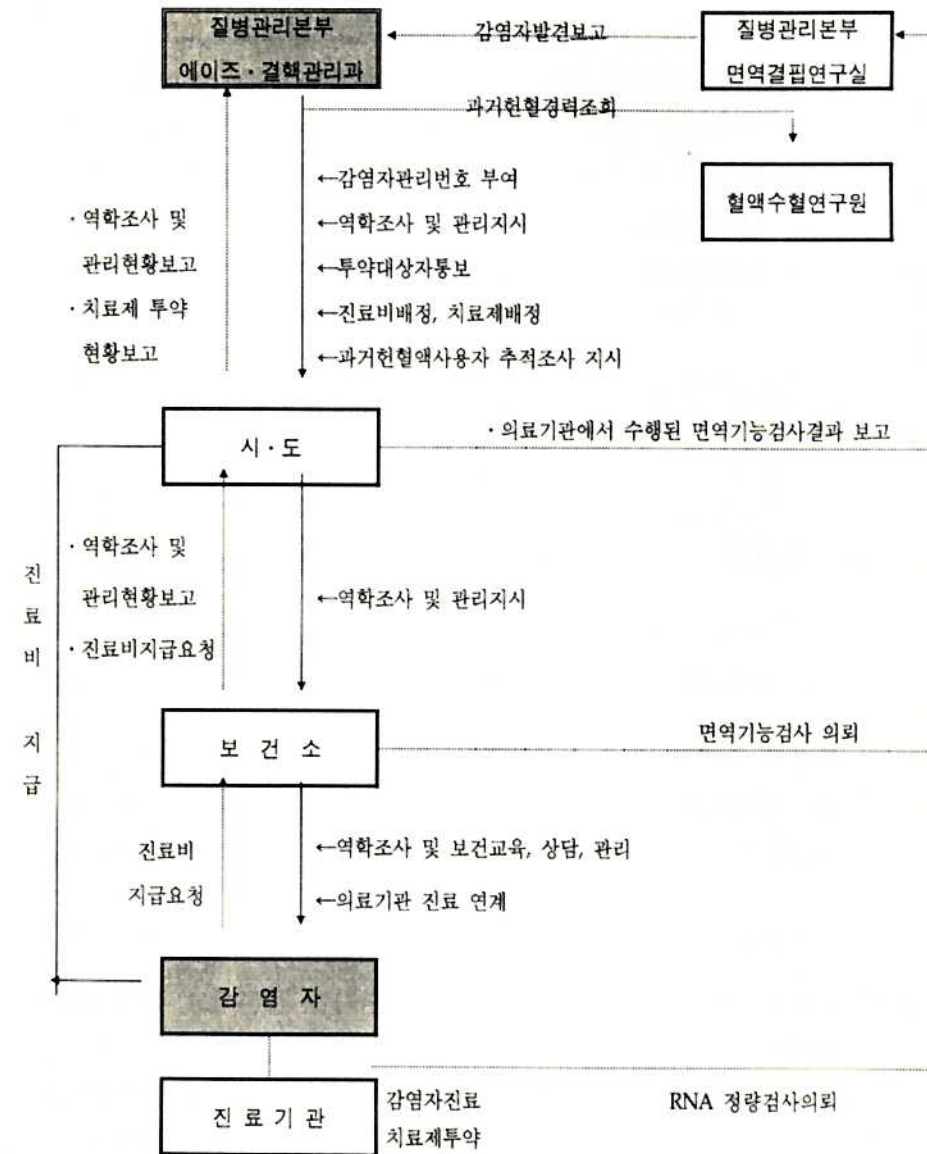 질병관리본부
에이즈·결핵관리과
감염자발견보고
질병관리본부
면역결핍연구실
과거헌혈경력조회
혈액수혈연구원
←감염자관리번호 부여
←역학조사 및 관리지시
←투약대상자통보
←진료비배정, 치료제배정
←과거헌혈액사용자 추적조사 지시
· 역학조사 및
관리현황보고
· 치료제 투약
현황보고
시·도
· 의료기관에서 수행된 면역기능검사결과 보고
진료비 지급
· 역학조사 및
관리현황보고
· 진료비지급요청
←역학조사 및 관리지시
보 건 소
면역기능검사 의뢰
진료비
지급요청
←역학조사 및 보건교육, 상담, 관리
←의료기관 진료 연계
감 염 자
진 료 기 관
감염자진료
치료제투약
RNA 정량검사의뢰